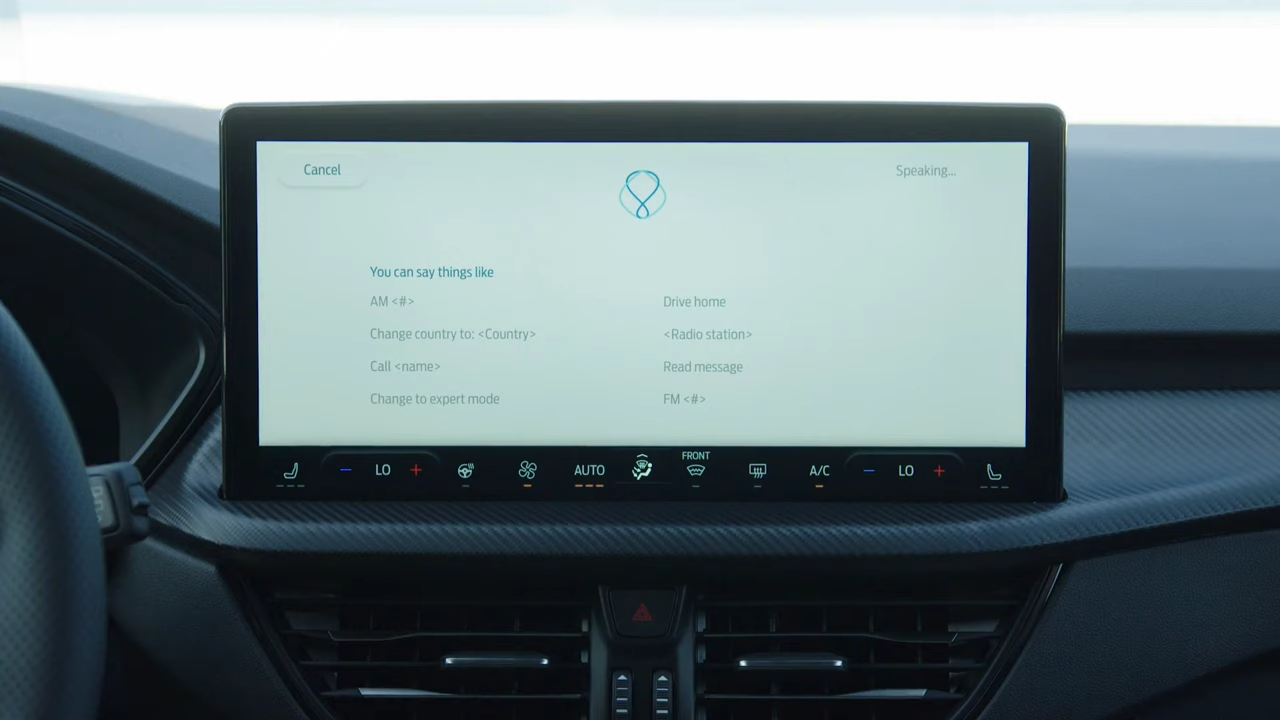 Cancel
Speaking...
You can say things like
AM <#>
Drive home
Change country to: <Country>
<Radio station>
Call <name>
Read message
Change to expert mode
FM <#>
FRONT
− LO +
AUTO
A/C
− LO +